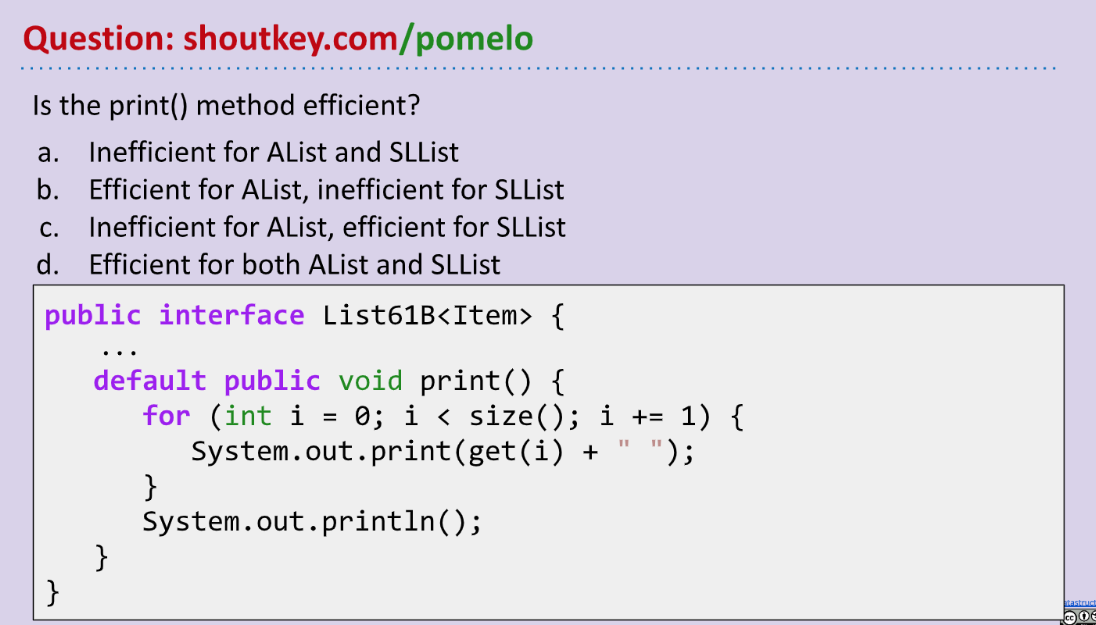 Question: shoutkey.com/pomelo
Is the print() method efficient?
a. Inefficient for AList and SLList
b. Efficient for AList, inefficient for SLList
c. Inefficient for AList, efficient for SLList
d. Efficient for both AList and SLList
public interface List61B<Item> {
...
default public void print() {
for (int i = 0; i < size(); i += 1) {
System.out.print(get(i) + " ");
}
System.out.println();
}
}
atastruct
cc